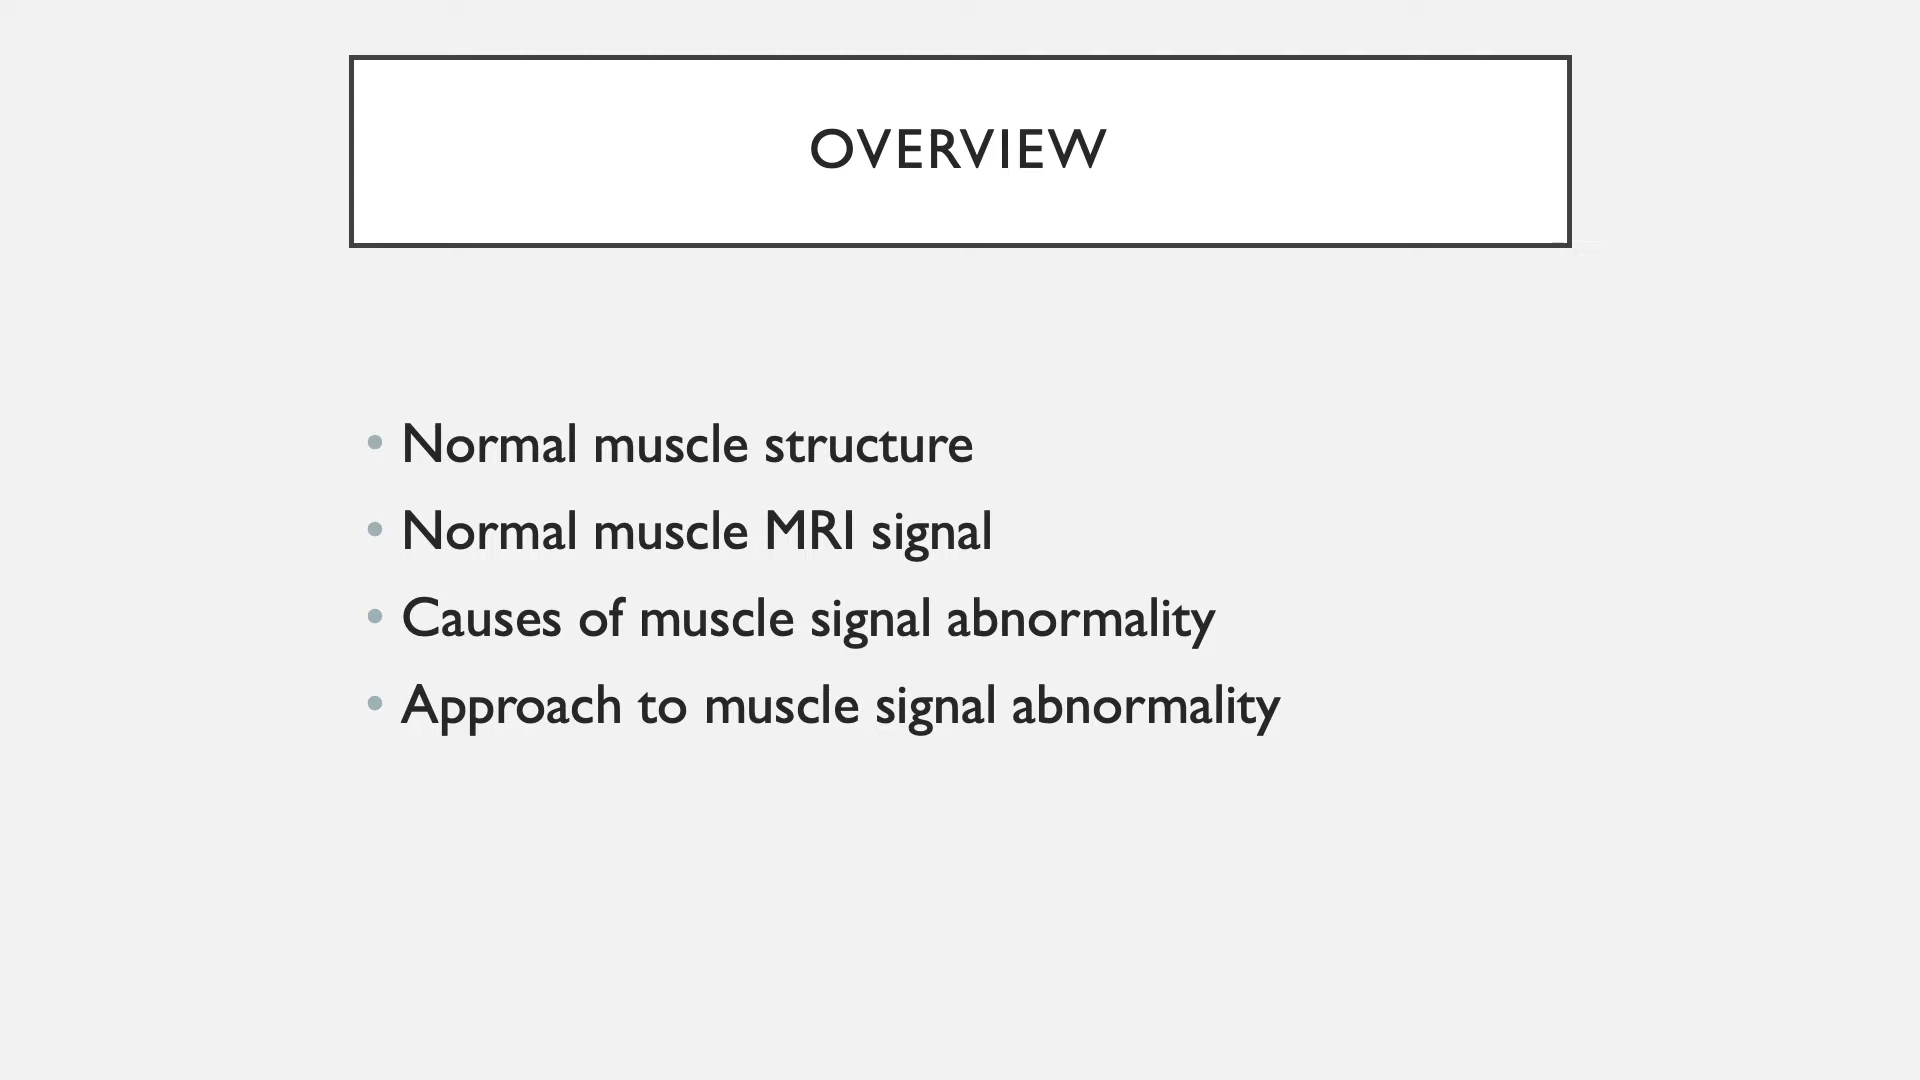 OVERVIEW
• Normal muscle structure
• Normal muscle MRI signal
• Causes of muscle signal abnormality
• Approach to muscle signal abnormality